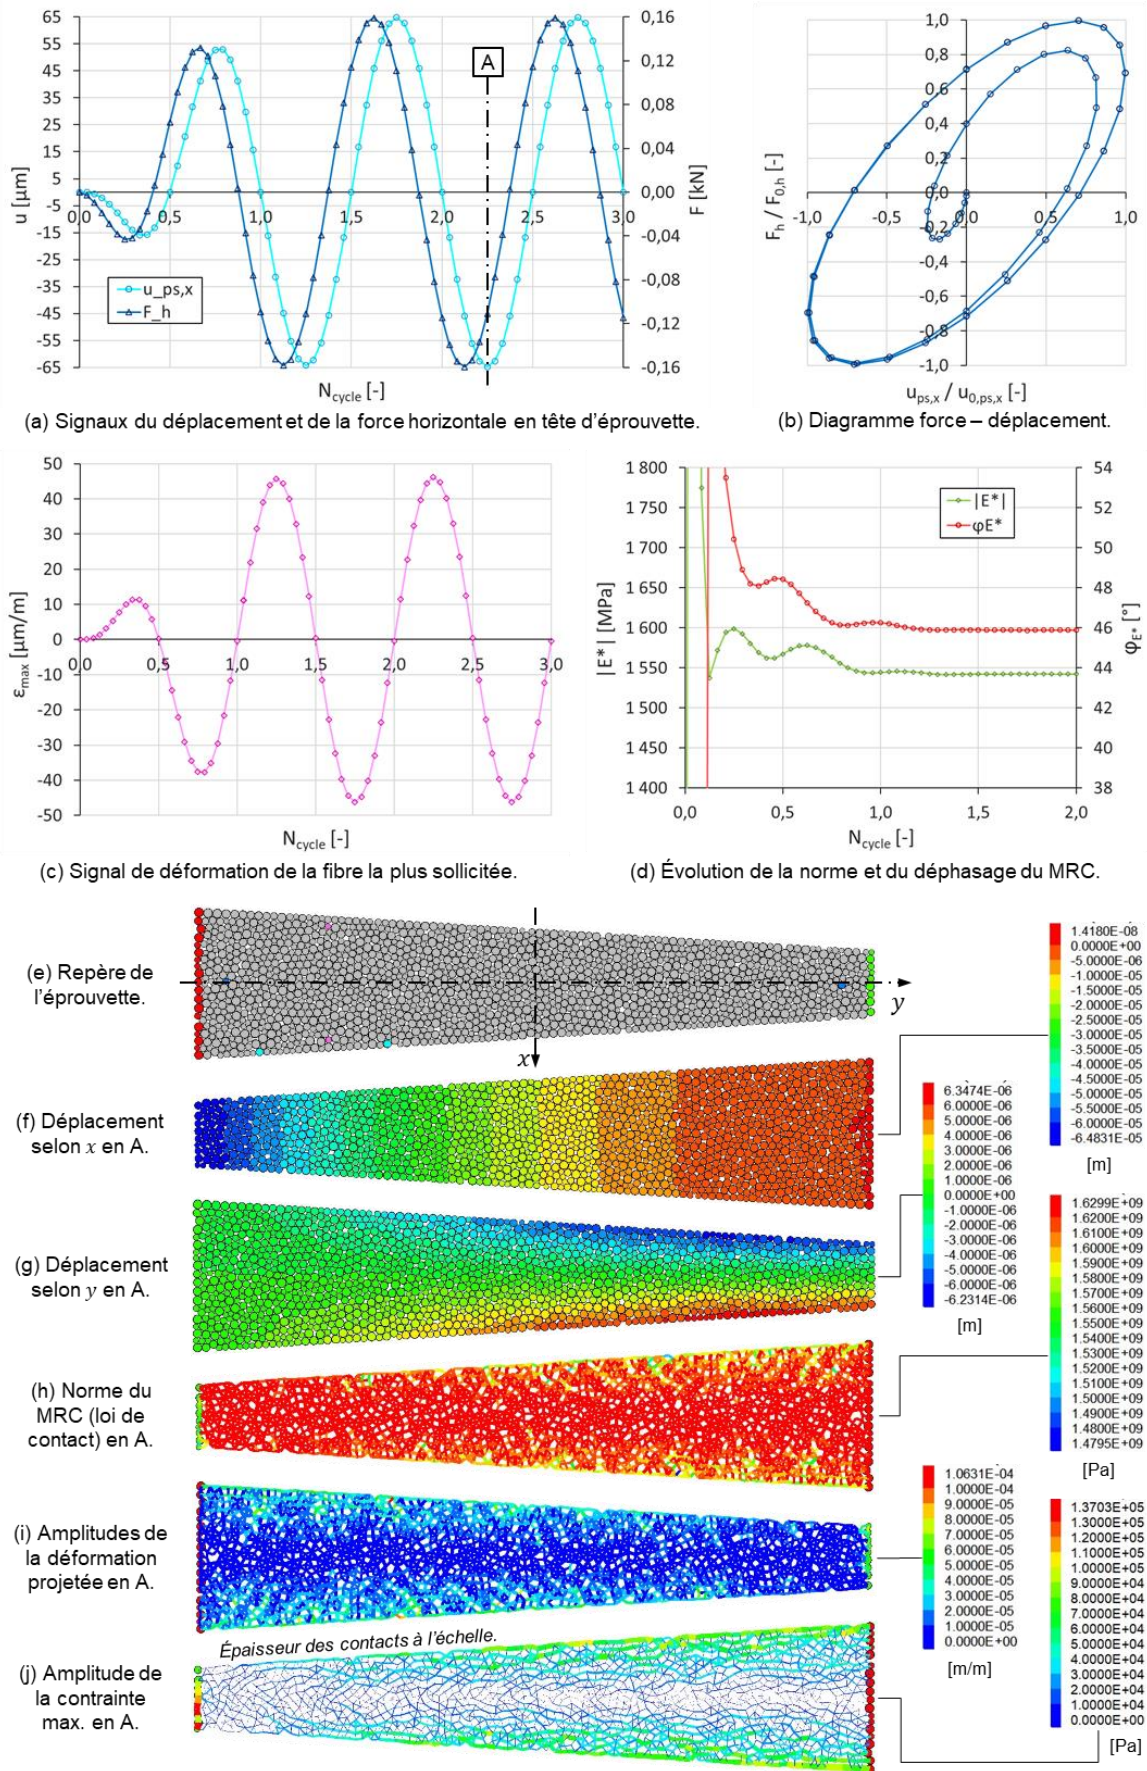 65
55
45
35
25
15
5
-5
-15
-25
-35
-45
-55
-65
u [µm]
0,0
0,5
1,0
1,5
2,0
2,5
3,0
N_cycle [-]
0,16
0,12
0,08
0,04
0,00
-0,04
-0,08
-0,12
-0,16
F [kN]
A
u_ps,x
F_h
(a) Signaux du déplacement et de la force horizontale en tête d'éprouvette.
1,0
0,8
0,6
0,4
0,2
0,0
-0,2
-0,4
-0,6
-0,8
-1,0
F_h / F_0,h [-]
-1,0
-0,5
0,0
0,5
1,0
u_ps,x / u_0,ps,x [-]
(b) Diagramme force – déplacement.
50
40
30
20
10
0
-10
-20
-30
-40
-50
ε_max [µm/m]
0,0
0,5
1,0
1,5
2,0
2,5
3,0
N_cycle [-]
(c) Signal de déformation de la fibre la plus sollicitée.
1 800
1 750
1 700
1 650
1 600
1 550
1 500
1 450
1 400
|E*| [MPa]
0,0
0,5
1,0
1,5
2,0
N_cycle [-]
54
52
50
48
46
44
42
40
38
φ_E* [°]
|E*|
φE*
(d) Évolution de la norme et du déphasage du MRC.
(e) Repère de
l'éprouvette.
y
x
(f) Déplacement
selon x en A.
1.4180E-08
0.0000E+00
-5.0000E-06
-1.0000E-05
-1.5000E-05
-2.0000E-05
-2.5000E-05
-3.0000E-05
-3.5000E-05
-4.0000E-05
-4.5000E-05
-5.0000E-05
-5.5000E-05
-6.0000E-05
-6.4831E-05
[m]
(g) Déplacement
selon y en A.
6.3474E-06
6.0000E-06
5.0000E-06
4.0000E-06
3.0000E-06
2.0000E-06
1.0000E-06
0.0000E+00
-1.0000E-06
-2.0000E-06
-3.0000E-06
-4.0000E-06
-5.0000E-06
-6.0000E-06
-6.2314E-06
[m]
(h) Norme du
MRC (loi de
contact) en A.
1.6299E+09
1.6200E+09
1.6100E+09
1.6000E+09
1.5900E+09
1.5800E+09
1.5700E+09
1.5600E+09
1.5500E+09
1.5400E+09
1.5300E+09
1.5200E+09
1.5100E+09
1.5000E+09
1.4900E+09
1.4800E+09
1.4795E+09
[Pa]
(i) Amplitudes de
la déformation
projetée en A.
1.0631E-04
1.0000E-04
9.0000E-05
8.0000E-05
7.0000E-05
6.0000E-05
5.0000E-05
4.0000E-05
3.0000E-05
2.0000E-05
1.0000E-05
0.0000E+00
[m/m]
Épaisseur des contacts à l'échelle.
(j) Amplitude de
la contrainte
max. en A.
1.3703E+05
1.3000E+05
1.2000E+05
1.1000E+05
1.0000E+05
9.0000E+04
8.0000E+04
7.0000E+04
6.0000E+04
5.0000E+04
4.0000E+04
3.0000E+04
2.0000E+04
1.0000E+04
0.0000E+00
[Pa]